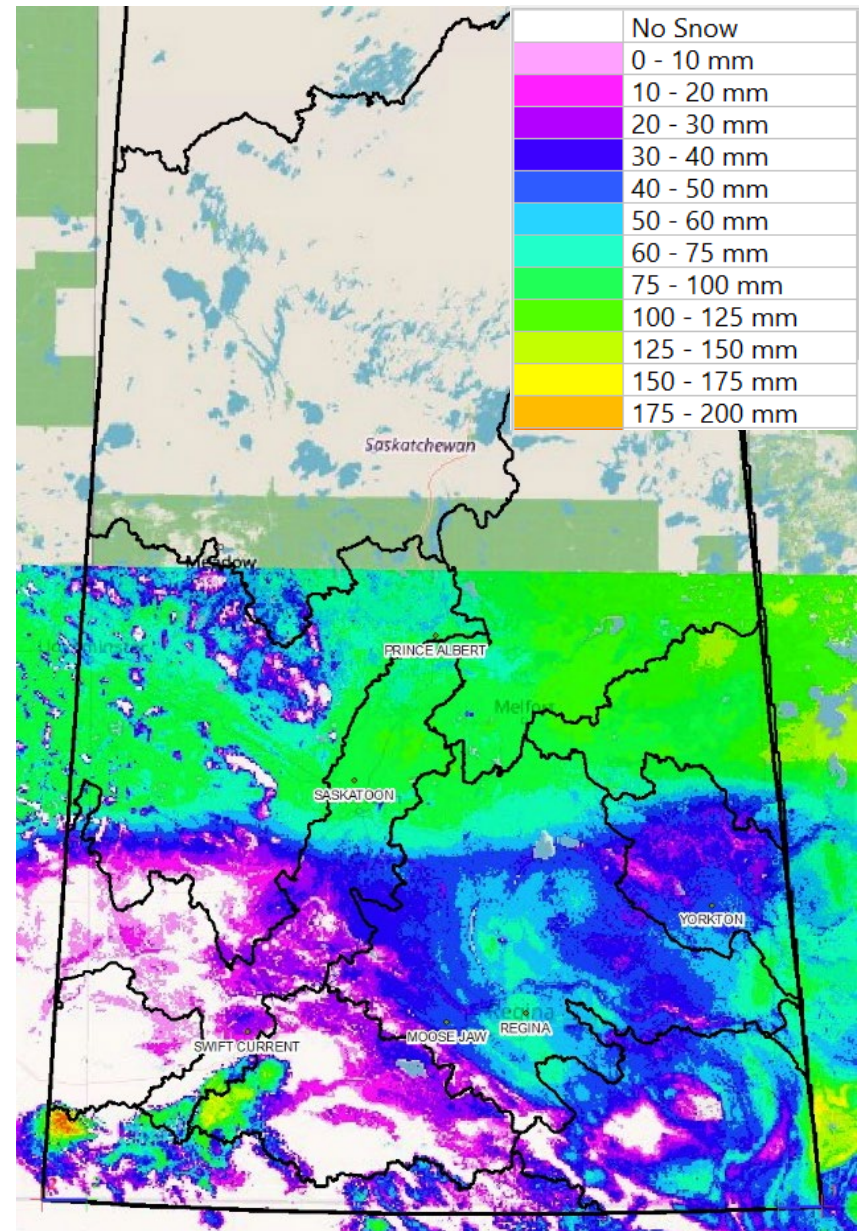 No Snow
0 - 10 mm
10 - 20 mm
20 - 30 mm
30 - 40 mm
40 - 50 mm
50 - 60 mm
60 - 75 mm
75 - 100 mm
100 - 125 mm
125 - 150 mm
150 - 175 mm
175 - 200 mm
Saskatchewan
Meadow
PRINCE ALBERT
Melfort
SASKATOON
YORKTON
Regina
REGINA
MOOSE JAW
SWIFT CURRENT